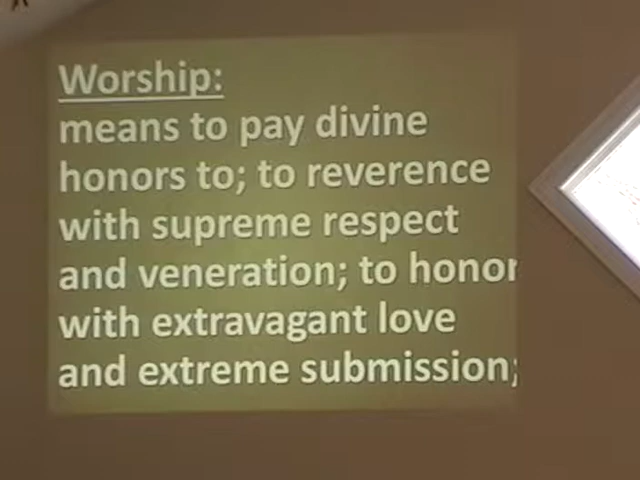 Worship:
means to pay divine
honors to; to reverence
with supreme respect
and veneration; to honor
with extravagant love
and extreme submission;